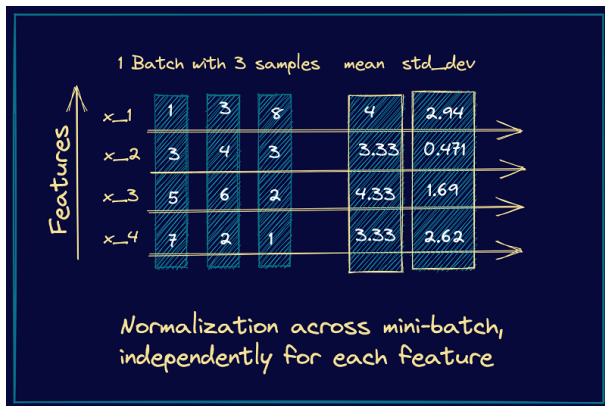 1 Batch with 3 samples mean std_dev
x_1 1 3 8 4 2.94
x_2 3 4 3 3.33 0.471
x_3 5 6 2 4.33 1.69
x_4 7 2 1 3.33 2.62
Features
Normalization across mini-batch,
independently for each feature